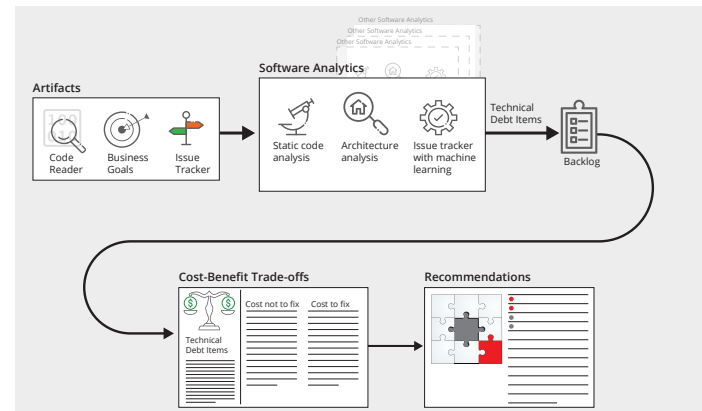 Other Software Analytics
Other Software Analytics
Other Software Analytics
Software Analytics
Artifacts
Code
Reader
Business
Goals
Issue
Tracker
Static code
analysis
Architecture
analysis
Issue tracker
with machine
learning
Technical
Debt Items
Backlog
Cost-Benefit Trade-offs
Technical
Debt Items
Cost not to fix
Cost to fix
Recommendations